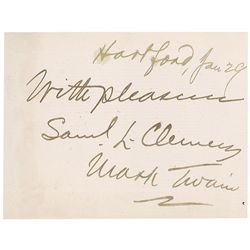 Hartford, Jan 29
With pleasure
Saml. L. Clemens
Mark Twain